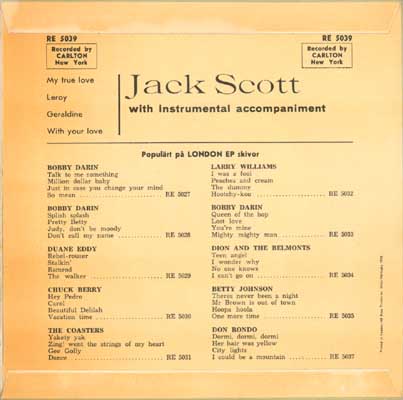 RE 5039
RE 5039
Recorded by
CARLTON
New York
Recorded by
CARLTON
New York
My true love
Leroy
Geraldine
With your love
Jack Scott
with instrumental accompaniment
Populärt på LONDON EP skivor
BOBBY DARIN
Talk to me something
Million dollar baby
Just in case you change your mind
So mean .................... RE 5027
BOBBY DARIN
Splish splash
Pretty Betty
Judy, don't be moody
Don't call my name .................... RE 5028
DUANE EDDY
Rebel-rouser
Stalkin'
Ramrod
The walker .................... RE 5029
CHUCK BERRY
Hey Pedro
Carol
Beautiful Delilah
Vacation time .................... RE 5030
THE COASTERS
Yakety yak
Zing! went the strings of my heart
Gee Golly
Dance .................... RE 5031
LARRY WILLIAMS
I was a fool
Peaches and cream
The dummy
Hootchy-koo .................... RE 5032
BOBBY DARIN
Queen of the hop
Lost love
You're mine
Mighty mighty man .................... RE 5033
DION AND THE BELMONTS
Teen angel
I wonder why
No one knows
I can't go on .................... RE 5034
BETTY JOHNSON
Theres never been a night
Mr Brown is out of town
Hoopa hoola
One more time .................... RE 5035
DON RONDO
Dormi, dormi, dormi
Her hair was yellow
City lights
I could be a mountain .................... RE 5037